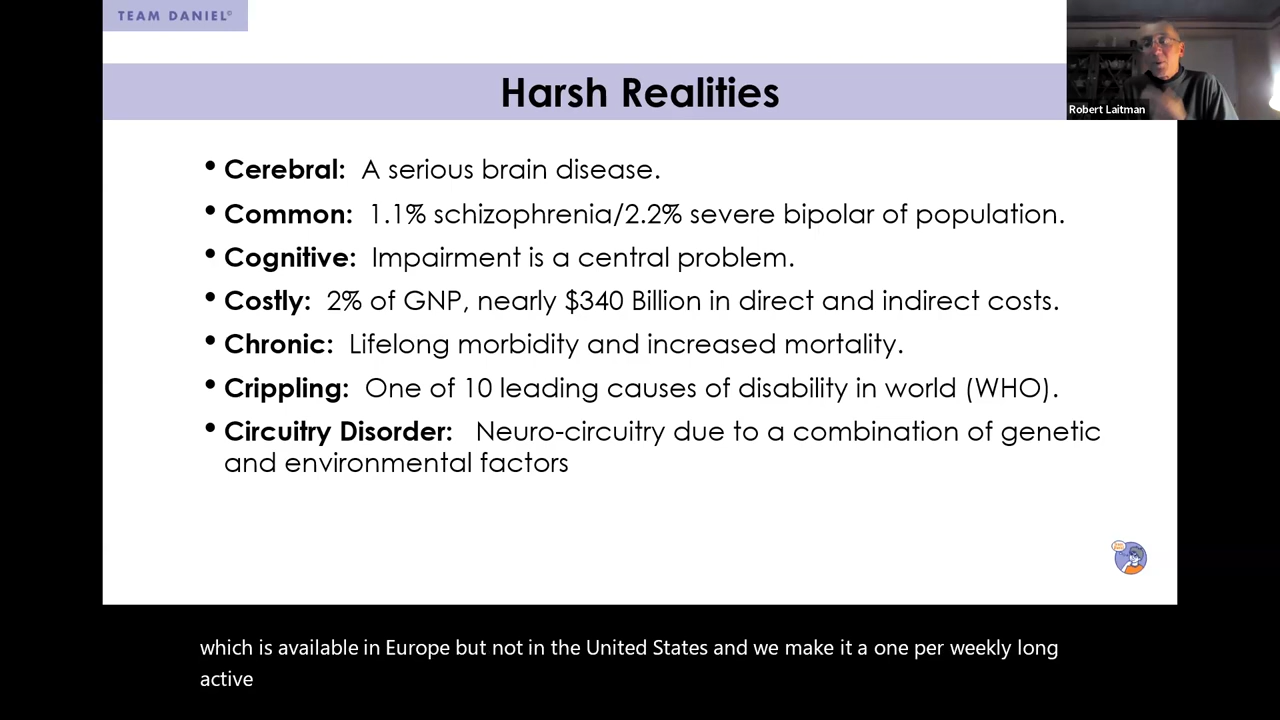 TEAM DANIEL©
Harsh Realities
Robert Laitman
• Cerebral: A serious brain disease.
• Common: 1.1% schizophrenia/2.2% severe bipolar of population.
• Cognitive: Impairment is a central problem.
• Costly: 2% of GNP, nearly $340 Billion in direct and indirect costs.
• Chronic: Lifelong morbidity and increased mortality.
• Crippling: One of 10 leading causes of disability in world (WHO).
• Circuitry Disorder: Neuro-circuitry due to a combination of genetic
and environmental factors
which is available in Europe but not in the United States and we make it a one per weekly long
active